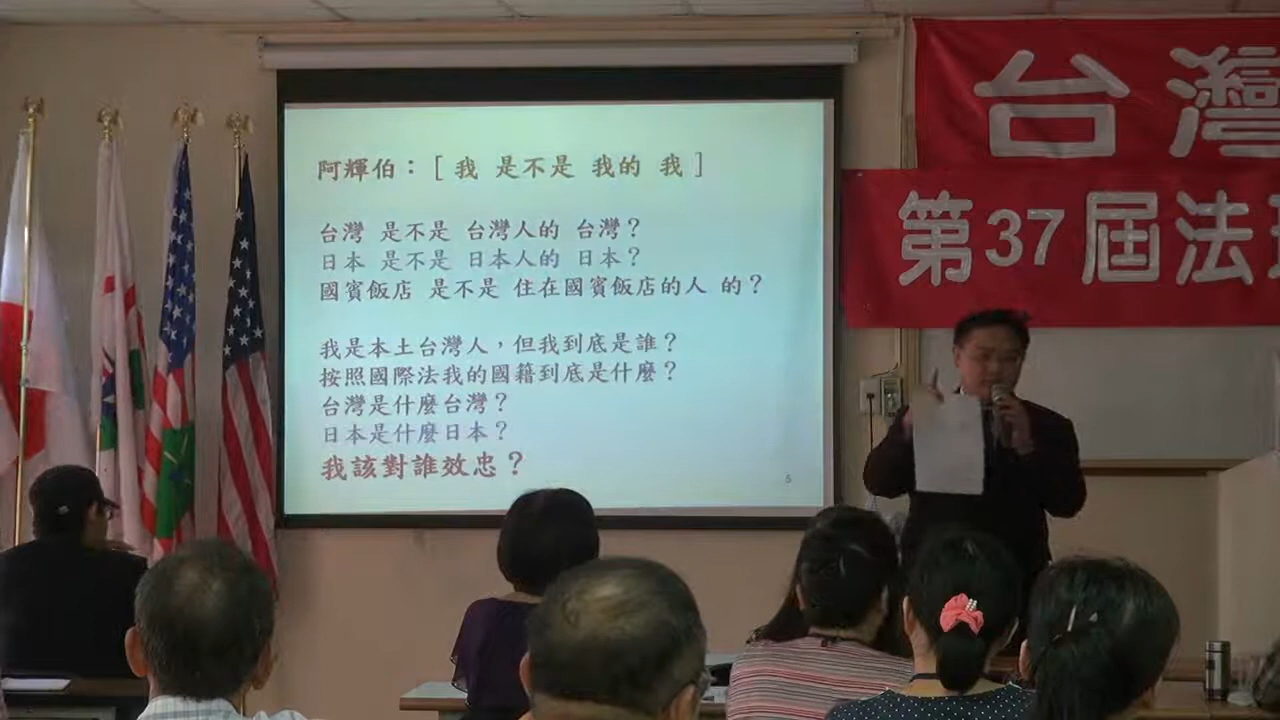 阿輝伯：[ 我 是不是 我的 我 ]
台灣 是不是 台灣人的 台灣？
日本 是不是 日本人的 日本？
國賓飯店 是不是 住在國賓飯店的人 的？
我是本土台灣人，但我到底是誰？
按照國際法我的國籍到底是什麼？
台灣是什麼台灣？
日本是什麼日本？
我該對誰效忠？
5
台灣
第37屆法